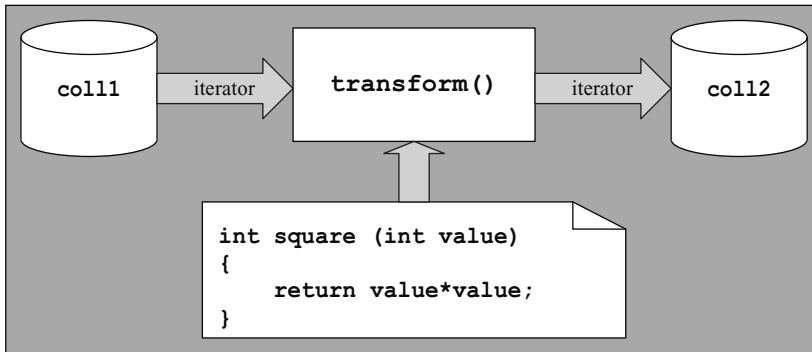 coll1
iterator
transform()
iterator
coll2
int square (int value)
{
    return value*value;
}